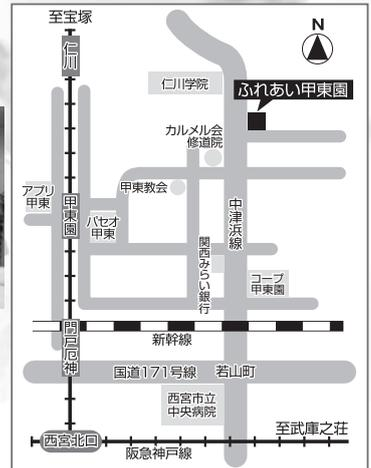 至宝塚
N
仁川
仁川学院
ふれあい甲東園
カルメル会
修道院
アプリ
甲東
甲東園
甲東教会
パセオ
甲東
中津浜線
関西みらい銀行
コープ
甲東園
門戸厄神
新幹線
国道171号線
若山町
西宮市立
中央病院
西宮北口
至武庫之荘
阪急神戸線